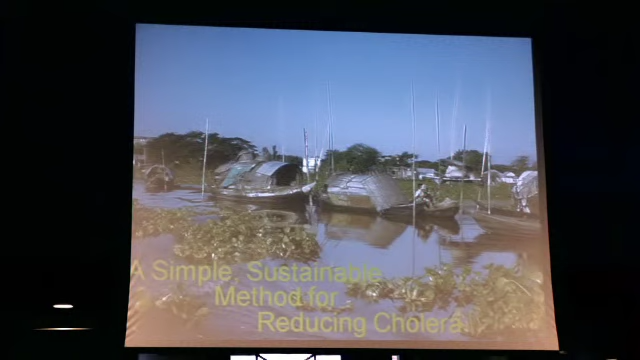 A Simple, Sustainable
Method for
Reducing Cholera.